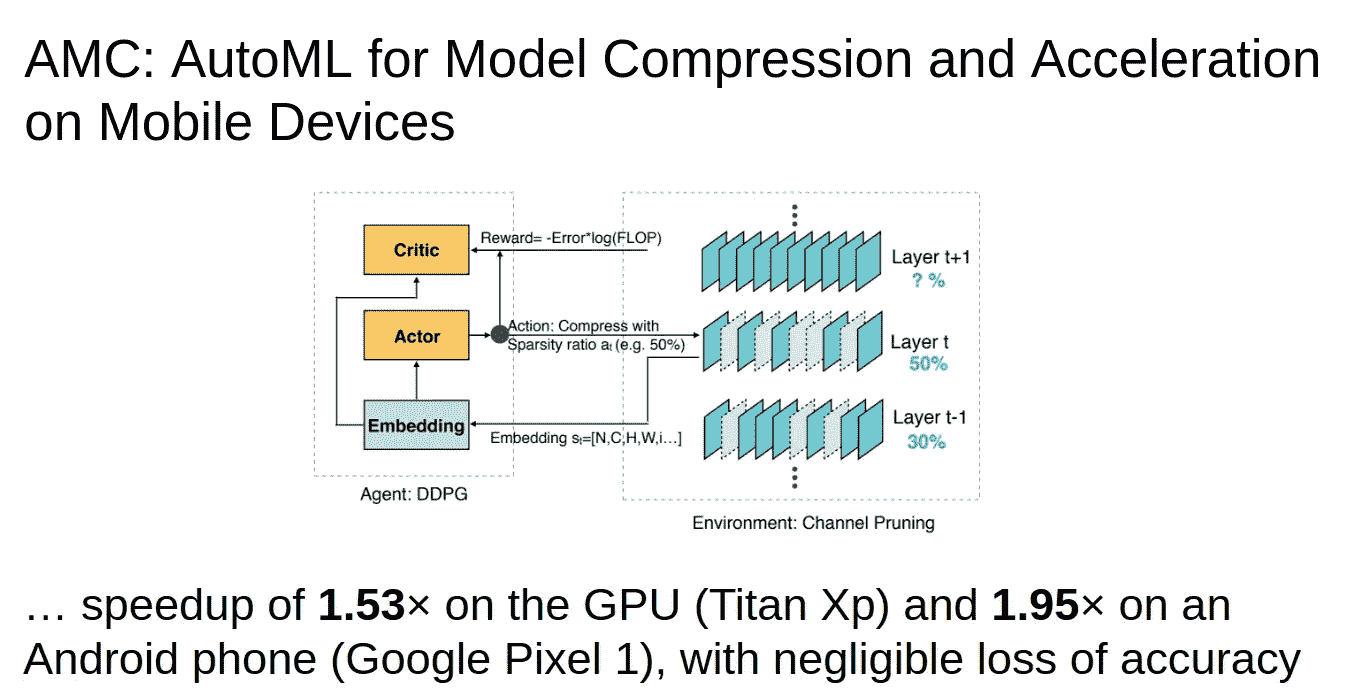 AMC: AutoML for Model Compression and Acceleration
on Mobile Devices
Critic
Reward= -Error*log(FLOP)
Layer t+1
? %
Actor
Action: Compress with
Sparsity ratio aₜ (e.g. 50%)
Layer t
50%
Embedding
Embedding sₜ=[N,C,H,W,i…]
Layer t-1
30%
Agent: DDPG
Environment: Channel Pruning
… speedup of 1.53× on the GPU (Titan Xp) and 1.95× on an
Android phone (Google Pixel 1), with negligible loss of accuracy